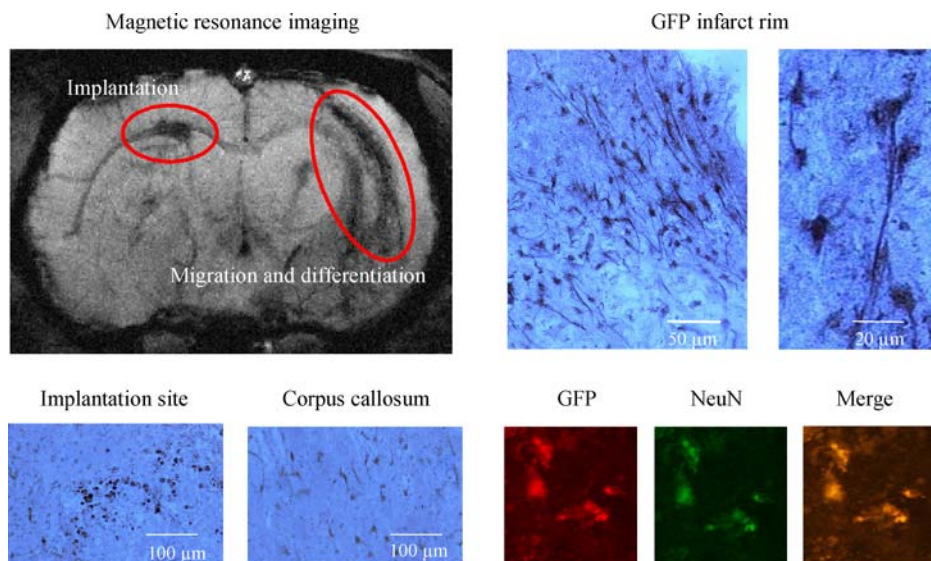 Magnetic resonance imaging
GFP infarct rim
Implantation
Migration and differentiation
50 µm
20 µm
Implantation site
Corpus callosum
GFP
NeuN
Merge
100 µm
100 µm